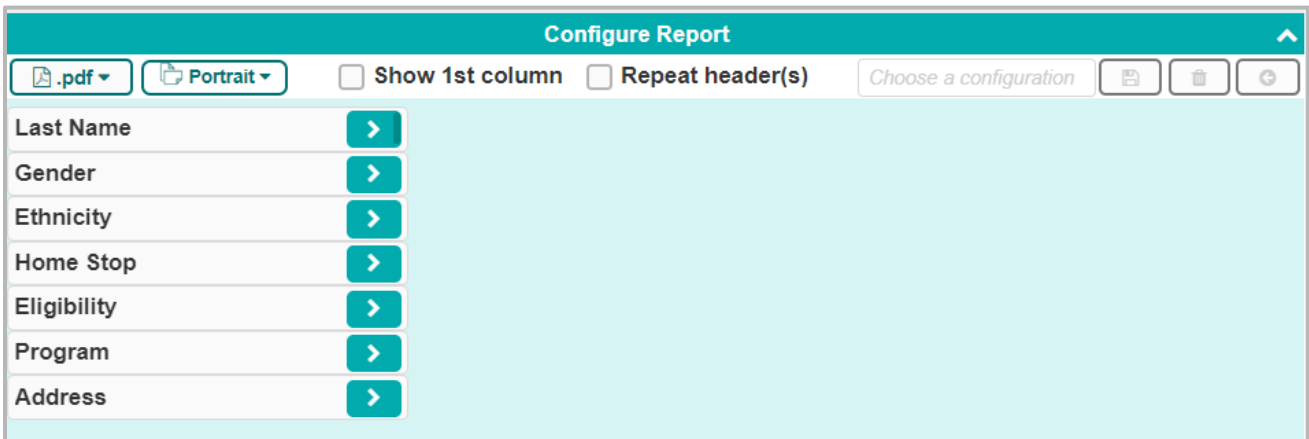 Configure Report
.pdf Portrait Show 1st column Repeat header(s) Choose a configuration
Last Name
Gender
Ethnicity
Home Stop
Eligibility
Program
Address